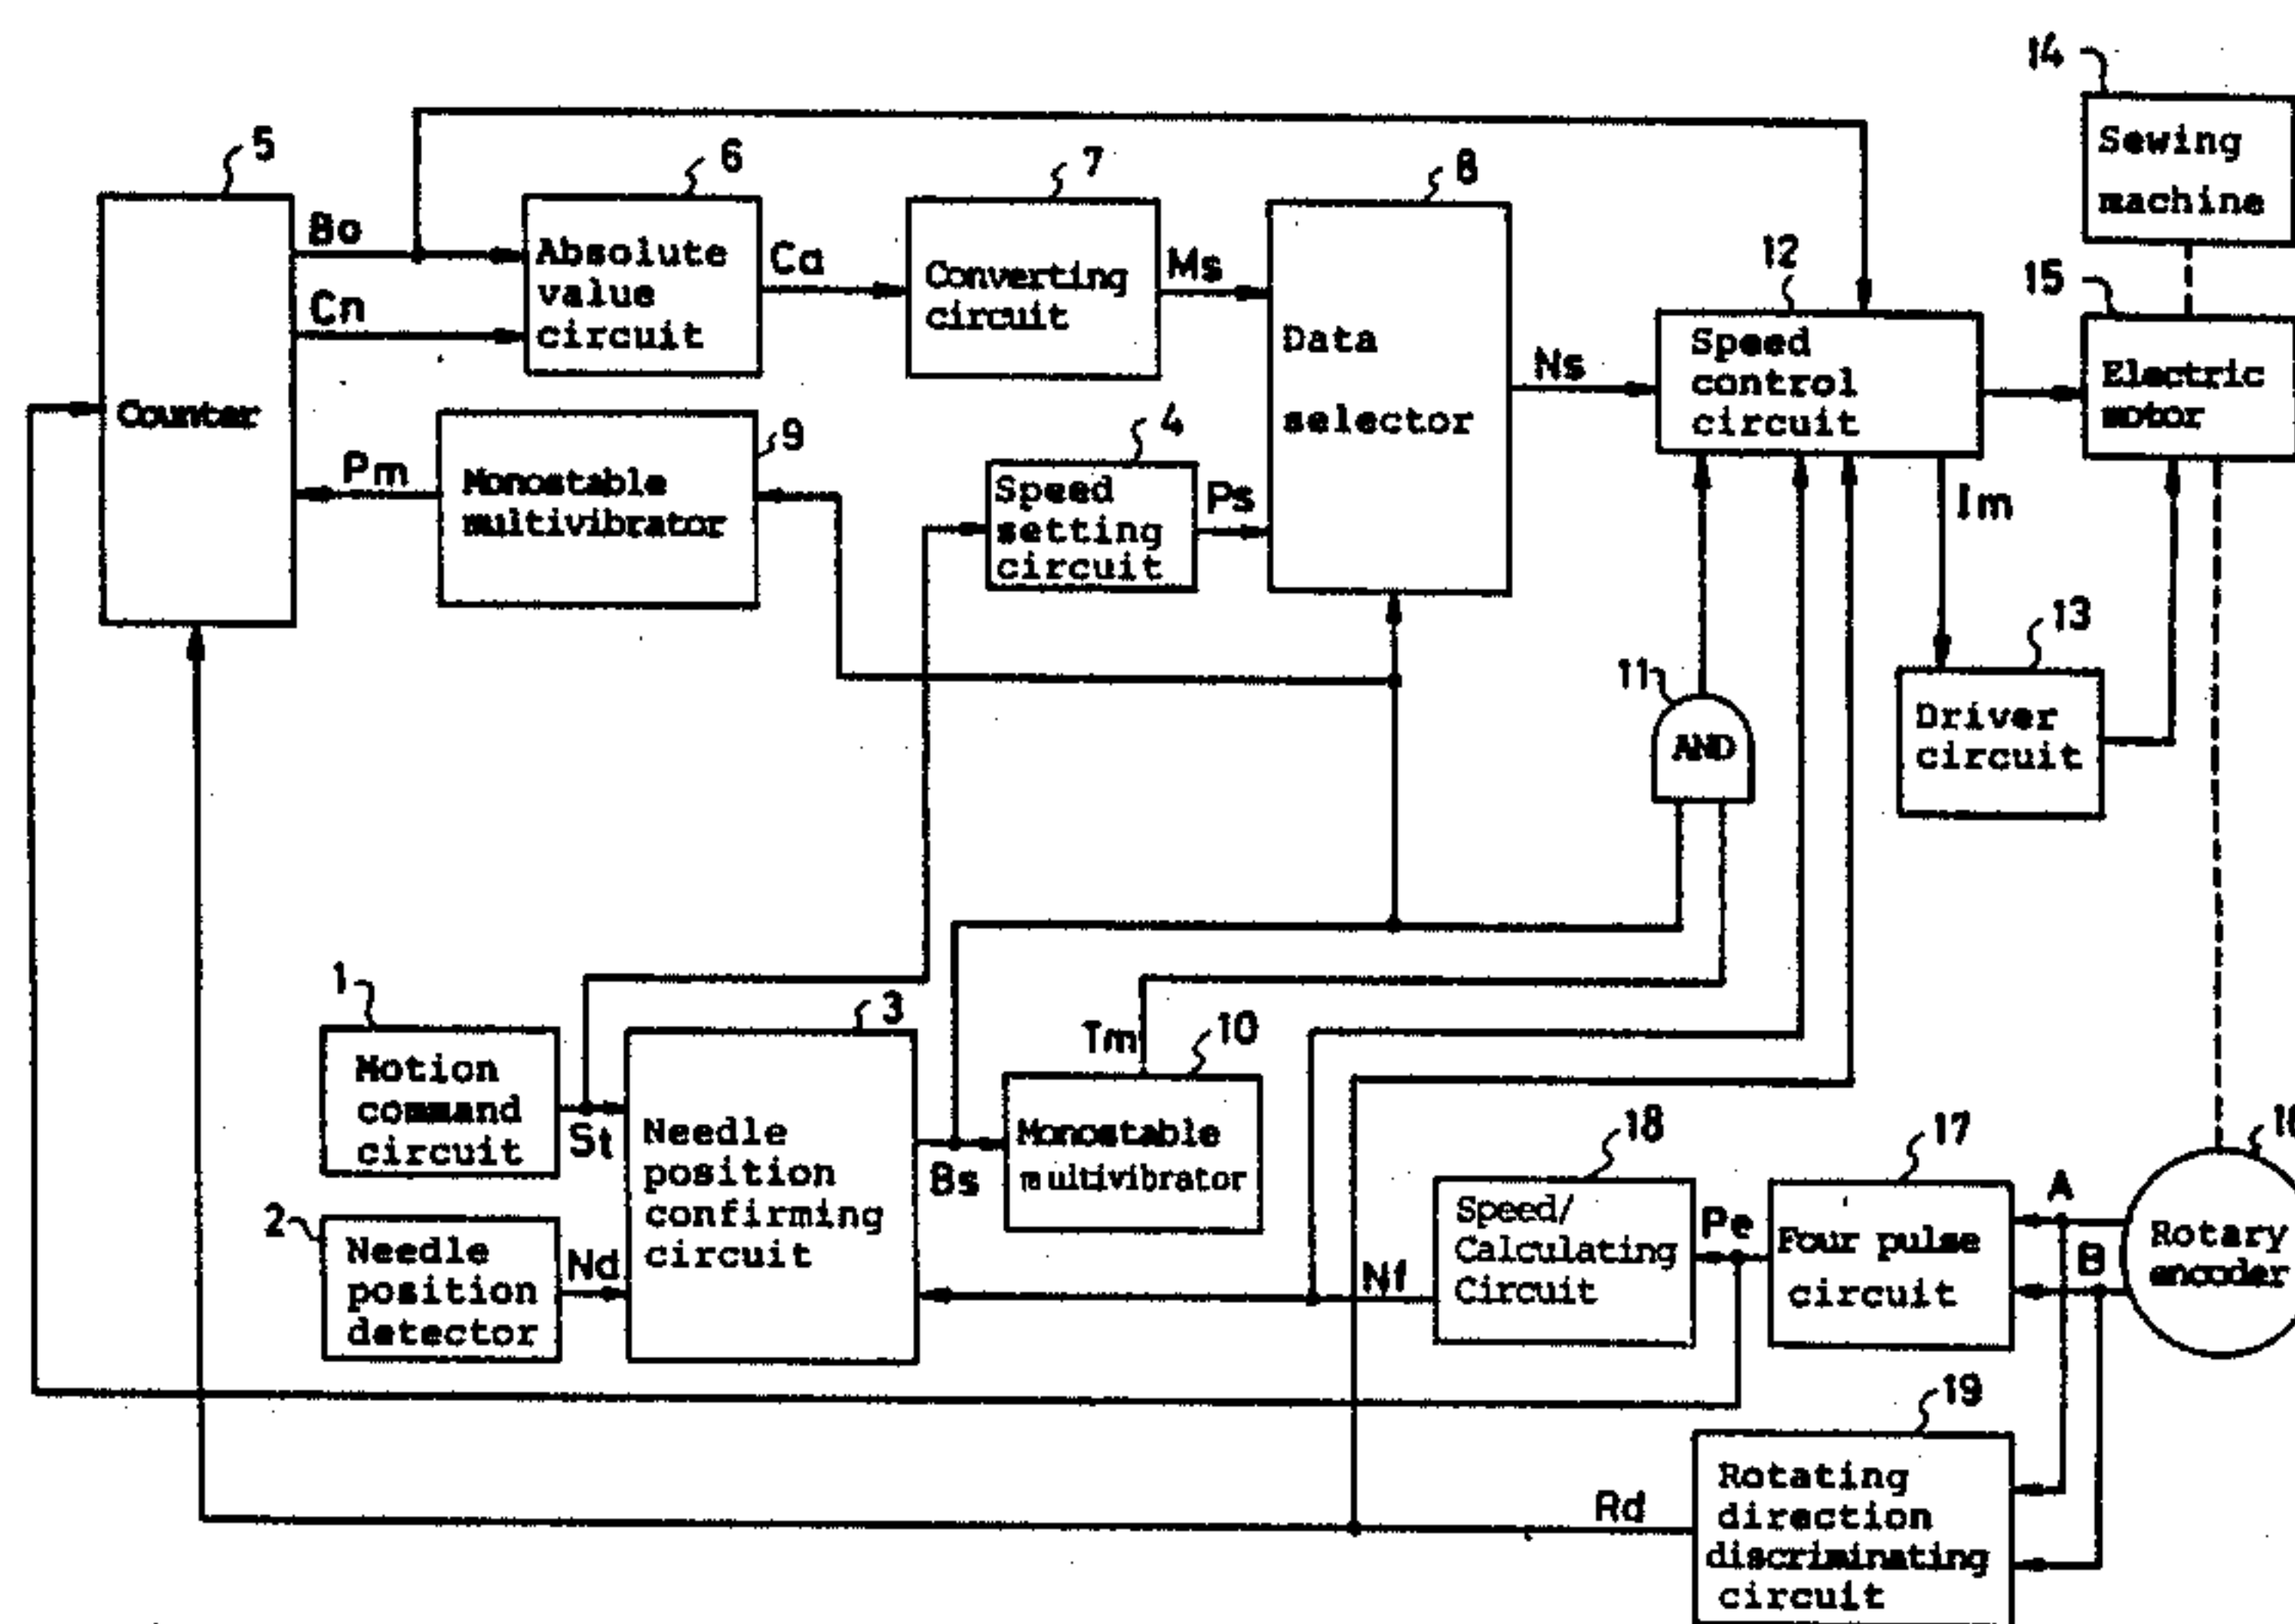 14
Sewing
machine
5
6
7
8
Bo
Absolute
value
circuit
Ca
Converting
circuit
Ms
Data
selector
12
15
Cn
Speed
control
circuit
Ns
Electric
motor
Counter
9
4
Pm
Monostable
multivibrator
Speed
setting
circuit
Ps
Im
13
11
AND
Driver
circuit
1
3
Tm
10
Motion
command
circuit
St
Needle
position
confirming
circuit
Bs
Monostable
multivibrator
18
17
A
2
Needle
position
detector
Nd
Nf
Speed/
Calculating
Circuit
Pe
Four pulse
circuit
B
Rotary
encoder
19
Rd
Rotating
direction
discriminating
circuit